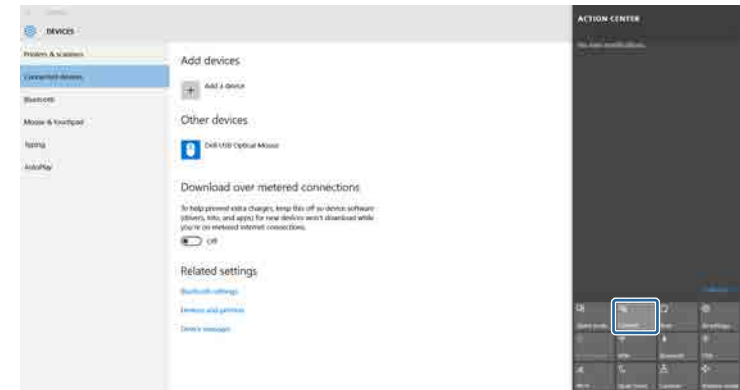 DEVICES
Printers & scanners
Connected devices
Bluetooth
Mouse & touchpad
Typing
AutoPlay
Add devices
Add a device
Other devices
Dell USB Optical Mouse
Download over metered connections
To help prevent extra charges, keep this off so device software
(drivers, info, and apps) for new devices won't download while
you're on metered Internet connections.
Off
Related settings
Bluetooth settings
Devices and printers
Device manager
ACTION CENTER
No new notifications.
Connect
Bluetooth
VPN